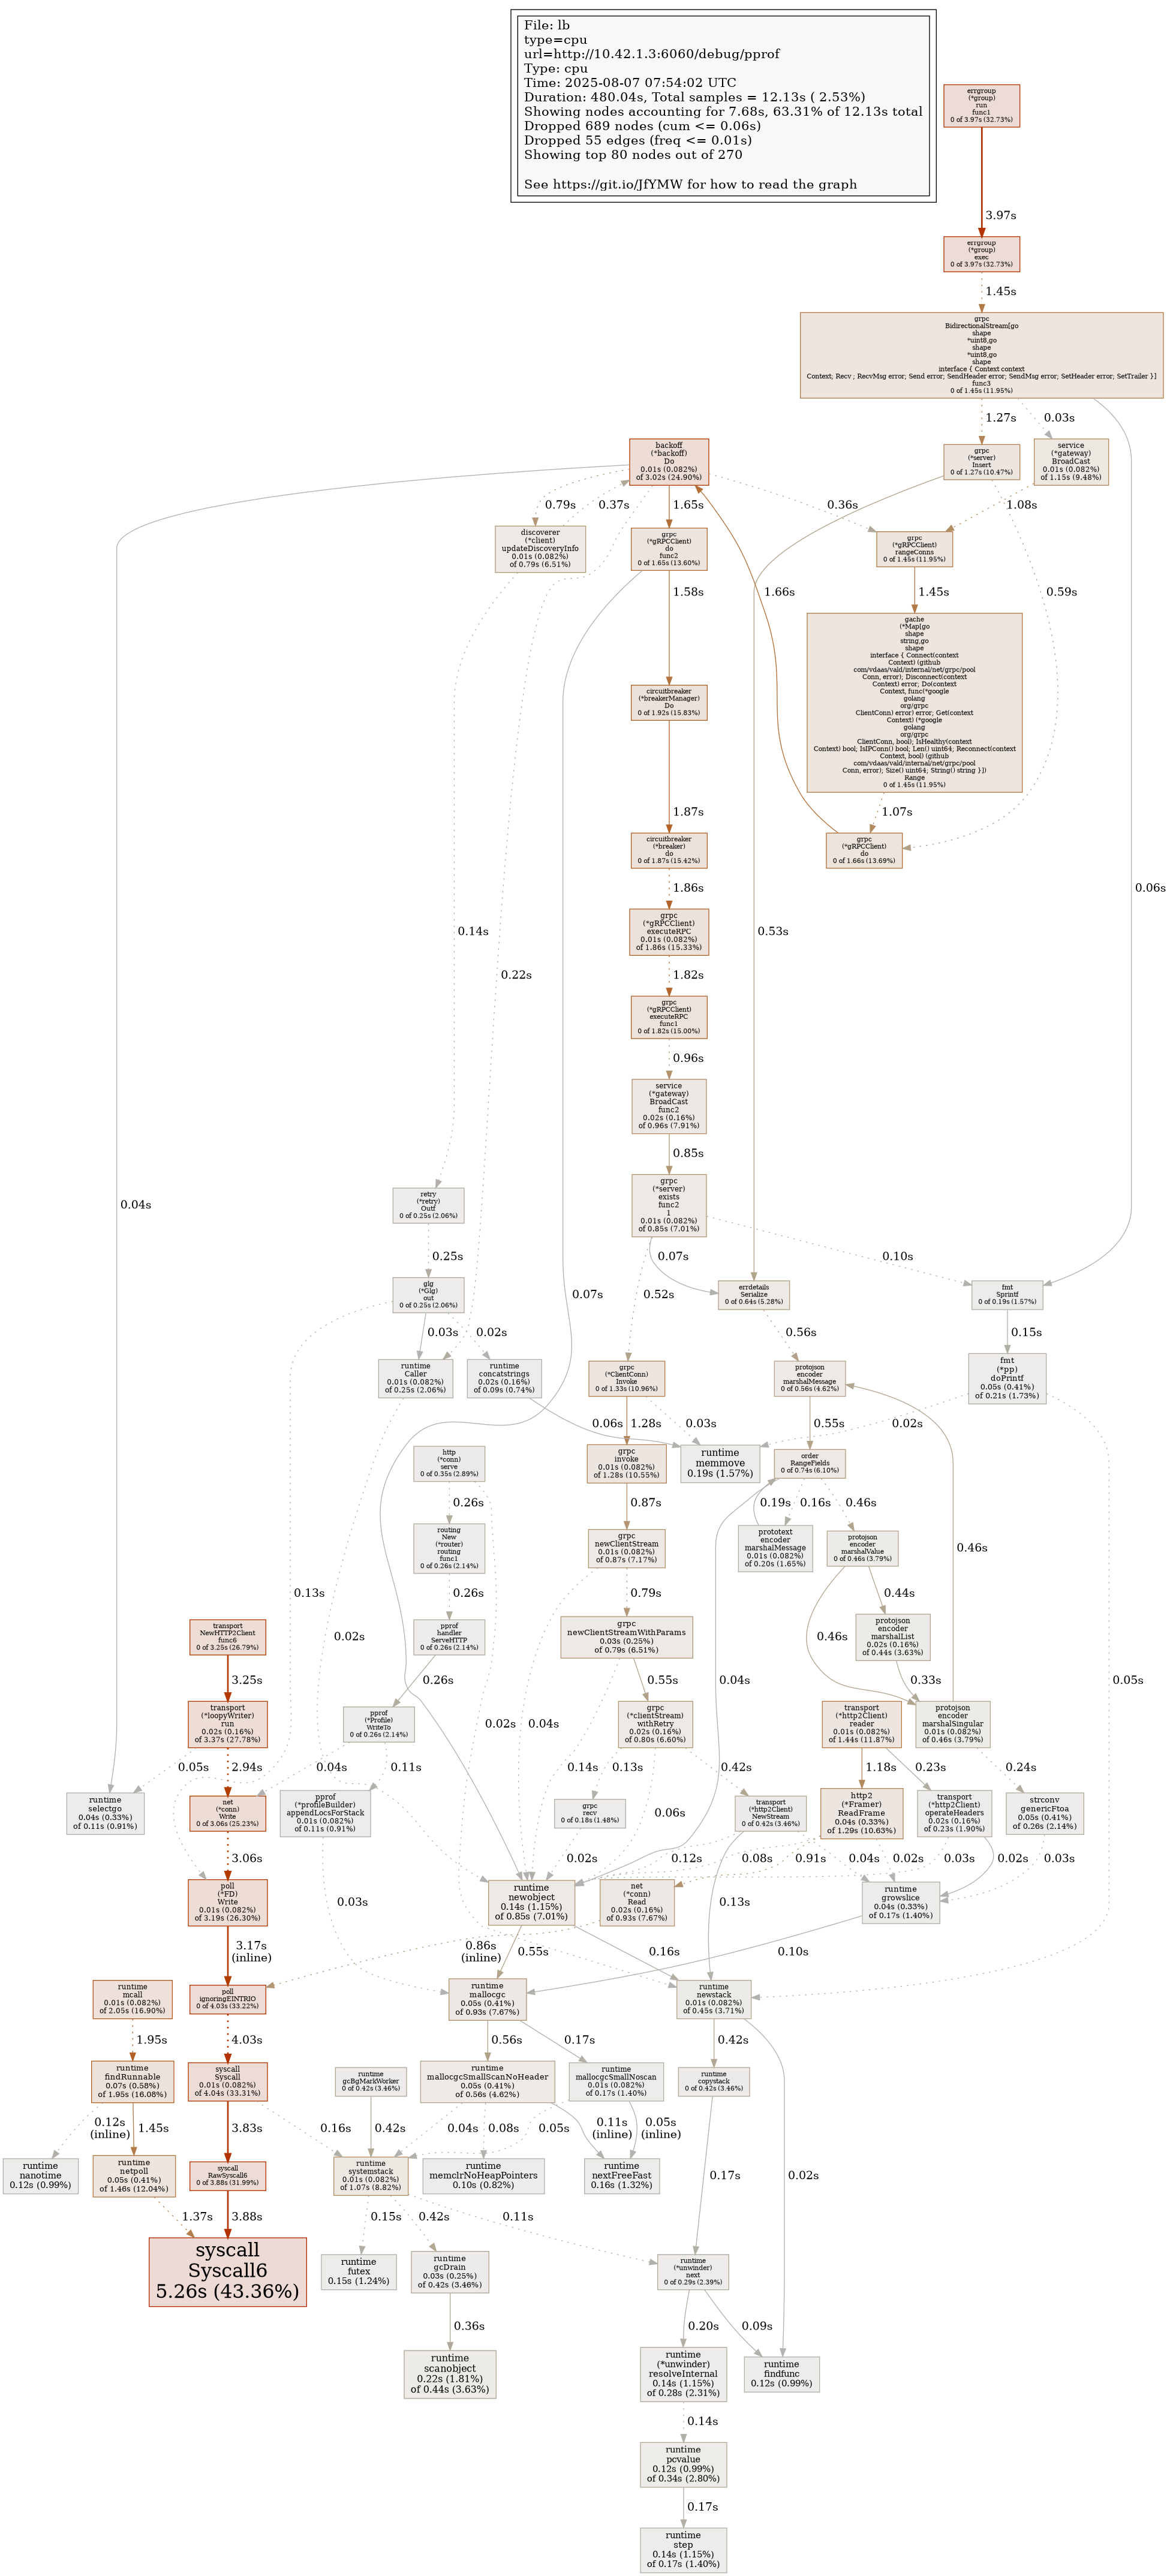 File: lb
type=cpu
url=http://10.42.1.3:6060/debug/pprof
Type: cpu
Time: 2025-08-07 07:54:02 UTC
Duration: 480.04s, Total samples = 12.13s ( 2.53%)
Showing nodes accounting for 7.68s, 63.31% of 12.13s total
Dropped 689 nodes (cum <= 0.06s)
Dropped 55 edges (freq <= 0.01s)
Showing top 80 nodes out of 270
See https://git.io/JfYMW for how to read the graph
errgroup
(*group)
run
func1
0 of 3.97s (32.73%)
3.97s
errgroup
(*group)
exec
0 of 3.97s (32.73%)
1.45s
grpc
BidirectionalStream[go
shape
*uint8,go
shape
*uint8,go
shape
interface { Context context
Context; Recv ; RecvMsg error; Send error; SendHeader error; SendMsg error; SetHeader error; SetTrailer }]
func3
0 of 1.45s (11.95%)
1.27s
0.03s
backoff
(*backoff)
Do
0.01s (0.082%)
of 3.02s (24.90%)
grpc
(*server)
Insert
0 of 1.27s (10.47%)
service
(*gateway)
BroadCast
0.01s (0.082%)
of 1.15s (9.48%)
0.79s
0.37s
1.65s
0.36s
1.08s
discoverer
(*client)
updateDiscoveryInfo
0.01s (0.082%)
of 0.79s (6.51%)
grpc
(*gRPCClient)
do
func2
0 of 1.65s (13.60%)
grpc
(*gRPCClient)
rangeConns
0 of 1.45s (11.95%)
1.58s
1.66s
1.45s
0.59s
gache
(*Map[go
shape
string,go
shape
interface { Connect(context
Context) (github
com/vdaas/vald/internal/net/grpc/pool
Conn, error); Disconnect(context
Context) error; Do(context
Context, func(*google
golang
org/grpc
ClientConn) error) error; Get(context
Context) (*google
golang
org/grpc
ClientConn, bool); IsHealthy(context
Context) bool; IsIPConn() bool; Len() uint64; Reconnect(context
Context, bool) (github
com/vdaas/vald/internal/net/grpc/pool
Conn, error); Size() uint64; String() string }])
Range
0 of 1.45s (11.95%)
circuitbreaker
(*breakerManager)
Do
0 of 1.92s (15.83%)
1.87s
1.07s
circuitbreaker
(*breaker)
do
0 of 1.87s (15.42%)
grpc
(*gRPCClient)
do
0 of 1.66s (13.69%)
1.86s
0.06s
grpc
(*gRPCClient)
executeRPC
0.01s (0.082%)
of 1.86s (15.33%)
0.14s
0.53s
0.22s
1.82s
grpc
(*gRPCClient)
executeRPC
func1
0 of 1.82s (15.00%)
0.96s
service
(*gateway)
BroadCast
func2
0.02s (0.16%)
of 0.96s (7.91%)
0.85s
0.04s
retry
(*retry)
Outf
0 of 0.25s (2.06%)
grpc
(*server)
exists
func2
1
0.01s (0.082%)
of 0.85s (7.01%)
0.25s
0.07s
0.10s
glg
(*Glg)
out
0 of 0.25s (2.06%)
0.07s
0.52s
errdetails
Serialize
0 of 0.64s (5.28%)
fmt
Sprintf
0 of 0.19s (1.57%)
0.03s
0.02s
0.56s
0.15s
runtime
Caller
0.01s (0.082%)
of 0.25s (2.06%)
runtime
concatstrings
0.02s (0.16%)
of 0.09s (0.74%)
grpc
(*ClientConn)
Invoke
0 of 1.33s (10.96%)
protojson
encoder
marshalMessage
0 of 0.56s (4.62%)
fmt
(*pp)
doPrintf
0.05s (0.41%)
of 0.21s (1.73%)
0.06s
1.28s
0.03s
0.55s
0.02s
http
(*conn)
serve
0 of 0.35s (2.89%)
grpc
invoke
0.01s (0.082%)
of 1.28s (10.55%)
runtime
memmove
0.19s (1.57%)
order
RangeFields
0 of 0.74s (6.10%)
0.26s
0.87s
0.19s
0.16s
0.46s
routing
New
(*router)
routing
func1
0 of 0.26s (2.14%)
grpc
newClientStream
0.01s (0.082%)
of 0.87s (7.17%)
prototext
encoder
marshalMessage
0.01s (0.082%)
of 0.20s (1.65%)
protojson
encoder
marshalValue
0 of 0.46s (3.79%)
0.46s
0.13s
0.26s
0.79s
0.44s
transport
NewHTTP2Client
func6
0 of 3.25s (26.79%)
pprof
handler
ServeHTTP
0 of 0.26s (2.14%)
grpc
newClientStreamWithParams
0.03s (0.25%)
of 0.79s (6.51%)
protojson
encoder
marshalList
0.02s (0.16%)
of 0.44s (3.63%)
0.02s
0.46s
3.25s
0.26s
0.55s
0.04s
0.33s
0.05s
transport
(*loopyWriter)
run
0.02s (0.16%)
of 3.37s (27.78%)
pprof
(*Profile)
WriteTo
0 of 0.26s (2.14%)
0.02s
0.04s
grpc
(*clientStream)
withRetry
0.02s (0.16%)
of 0.80s (6.60%)
transport
(*http2Client)
reader
0.01s (0.082%)
of 1.44s (11.87%)
protojson
encoder
marshalSingular
0.01s (0.082%)
of 0.46s (3.79%)
0.05s
2.94s
0.04s
0.11s
0.14s
0.13s
0.42s
1.18s
0.23s
0.24s
runtime
selectgo
0.04s (0.33%)
of 0.11s (0.91%)
net
(*conn)
Write
0 of 3.06s (25.23%)
pprof
(*profileBuilder)
appendLocsForStack
0.01s (0.082%)
of 0.11s (0.91%)
grpc
recv
0 of 0.18s (1.48%)
0.06s
transport
(*http2Client)
NewStream
0 of 0.42s (3.46%)
http2
(*Framer)
ReadFrame
0.04s (0.33%)
of 1.29s (10.63%)
transport
(*http2Client)
operateHeaders
0.02s (0.16%)
of 0.23s (1.90%)
strconv
genericFtoa
0.05s (0.41%)
of 0.26s (2.14%)
3.06s
0.02s
0.12s
0.08s
0.91s
0.04s
0.02s
0.03s
0.02s
0.03s
poll
(*FD)
Write
0.01s (0.082%)
of 3.19s (26.30%)
0.03s
runtime
newobject
0.14s (1.15%)
of 0.85s (7.01%)
net
(*conn)
Read
0.02s (0.16%)
of 0.93s (7.67%)
0.13s
runtime
growslice
0.04s (0.33%)
of 0.17s (1.40%)
3.17s
(inline)
0.86s
(inline)
0.55s
0.16s
0.10s
runtime
mcall
0.01s (0.082%)
of 2.05s (16.90%)
poll
ignoringEINTRIO
0 of 4.03s (33.22%)
runtime
mallocgc
0.05s (0.41%)
of 0.93s (7.67%)
runtime
newstack
0.01s (0.082%)
of 0.45s (3.71%)
1.95s
4.03s
0.56s
0.17s
0.42s
runtime
findRunnable
0.07s (0.58%)
of 1.95s (16.08%)
syscall
Syscall
0.01s (0.082%)
of 4.04s (33.31%)
runtime
gcBgMarkWorker
0 of 0.42s (3.46%)
runtime
mallocgcSmallScanNoHeader
0.05s (0.41%)
of 0.56s (4.62%)
runtime
mallocgcSmallNoscan
0.01s (0.082%)
of 0.17s (1.40%)
runtime
copystack
0 of 0.42s (3.46%)
0.12s
(inline)
1.45s
3.83s
0.16s
0.42s
0.04s
0.08s
0.05s
0.11s
(inline)
0.05s
(inline)
runtime
nanotime
0.12s (0.99%)
runtime
netpoll
0.05s (0.41%)
of 1.46s (12.04%)
syscall
RawSyscall6
0 of 3.88s (31.99%)
runtime
systemstack
0.01s (0.082%)
of 1.07s (8.82%)
runtime
memclrNoHeapPointers
0.10s (0.82%)
runtime
nextFreeFast
0.16s (1.32%)
0.17s
0.02s
1.37s
3.88s
0.15s
0.42s
0.11s
syscall
Syscall6
5.26s (43.36%)
runtime
futex
0.15s (1.24%)
runtime
gcDrain
0.03s (0.25%)
of 0.42s (3.46%)
runtime
(*unwinder)
next
0 of 0.29s (2.39%)
0.36s
0.20s
0.09s
runtime
scanobject
0.22s (1.81%)
of 0.44s (3.63%)
runtime
(*unwinder)
resolveInternal
0.14s (1.15%)
of 0.28s (2.31%)
runtime
findfunc
0.12s (0.99%)
0.14s
runtime
pcvalue
0.12s (0.99%)
of 0.34s (2.80%)
0.17s
runtime
step
0.14s (1.15%)
of 0.17s (1.40%)